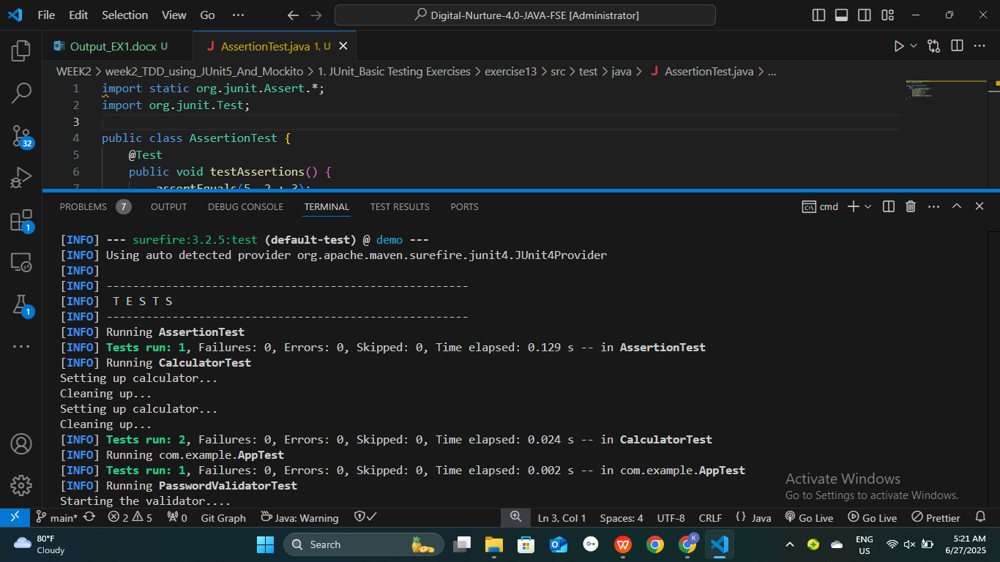 File Edit Selection View Go ··· Digital-Nurture-4.0-JAVA-FSE [Administrator]
Output_EX1.docx U J AssertionTest.java 1, U
WEEK2 > week2_TDD_using_JUnit5_And_Mockito > 1. JUnit_Basic Testing Exercises > exercise13 > src > test > java > J AssertionTest.java > ...
1 import static org.junit.Assert.*;
2 import org.junit.Test;
3
4 public class AssertionTest {
5 @Test
6 public void testAssertions() {
7 assertEquals(5, 2 + 3);
32
1
1
PROBLEMS 7 OUTPUT DEBUG CONSOLE TERMINAL TEST RESULTS PORTS cmd
[INFO] --- surefire:3.2.5:test (default-test) @ demo ---
[INFO] Using auto detected provider org.apache.maven.surefire.junit4.JUnit4Provider
[INFO]
[INFO] -------------------------------------------------------
[INFO]  T E S T S
[INFO] -------------------------------------------------------
[INFO] Running AssertionTest
[INFO] Tests run: 1, Failures: 0, Errors: 0, Skipped: 0, Time elapsed: 0.129 s -- in AssertionTest
[INFO] Running CalculatorTest
Setting up calculator...
Cleaning up...
Setting up calculator...
Cleaning up...
[INFO] Tests run: 2, Failures: 0, Errors: 0, Skipped: 0, Time elapsed: 0.024 s -- in CalculatorTest
[INFO] Running com.example.AppTest
[INFO] Tests run: 1, Failures: 0, Errors: 0, Skipped: 0, Time elapsed: 0.002 s -- in com.example.AppTest
[INFO] Running PasswordValidatorTest
Starting the validator....
Activate Windows
Go to Settings to activate Windows.
main* 2 5 0 Git Graph Java: Warning Ln 3, Col 1 Spaces: 4 UTF-8 CRLF {} Java Go Live Go Live Prettier
80°F
Cloudy
Search
K
ENG
US
5:21 AM
6/27/2025